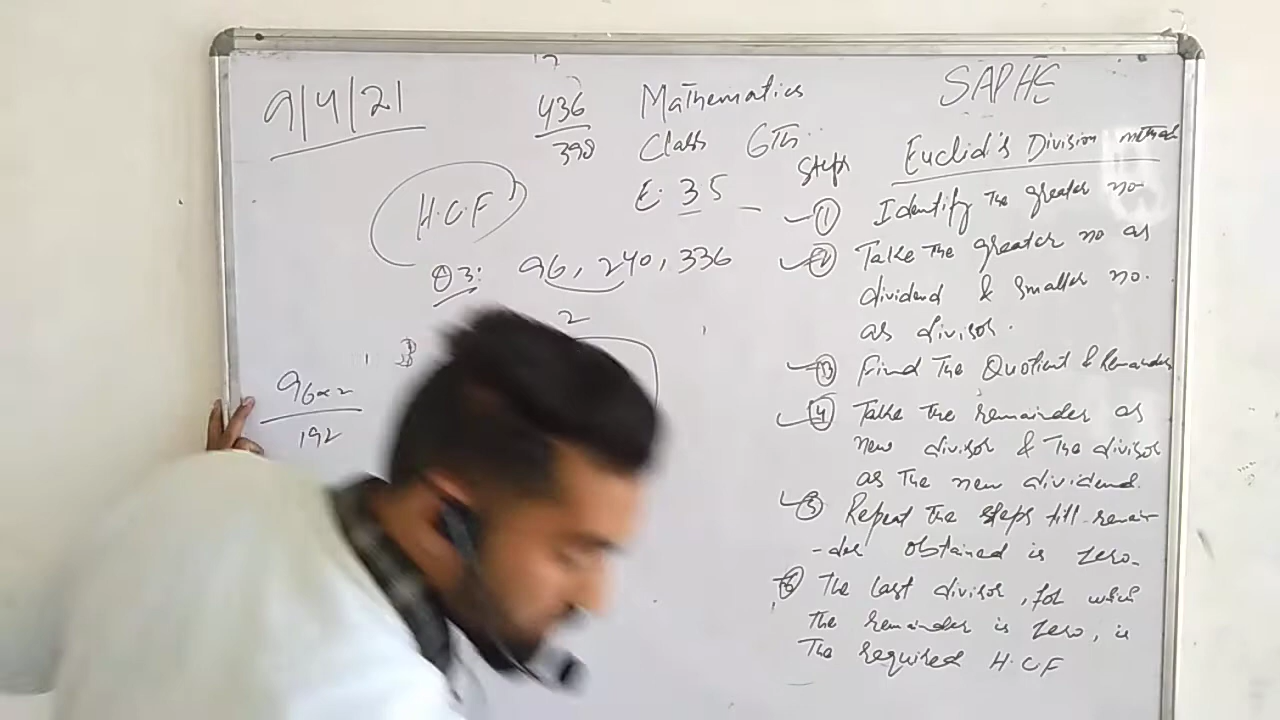 9/4/21
436
398
Mathematics
Class 6Th
E: 35
H.C.F
Q3: 96, 240, 336
2
96x2
192
SAPHE
Euclid's Division method
Steps
1 Identify The greater no
2 Take The greater no as
dividend & smaller no.
as divisor.
3 Find The Quotient & Remainder
4 Take The remainder as
new divisor & The divisor
as The new dividend.
5 Repeat The steps till remain-
-der obtained is zero.
6 The last divisor, for which
The remainder is zero, is
The required H.C.F